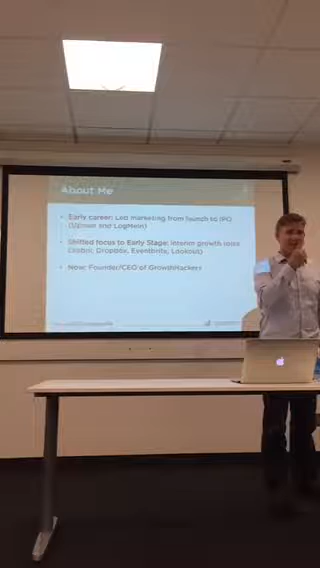 About Me
• Early career: Led marketing from launch to IPO
(Uproar and LogMeIn)
• Shifted focus to Early Stage: Interim growth roles
(Xobni, Dropbox, Eventbrite, Lookout)
• Now: Founder/CEO of GrowthHackers